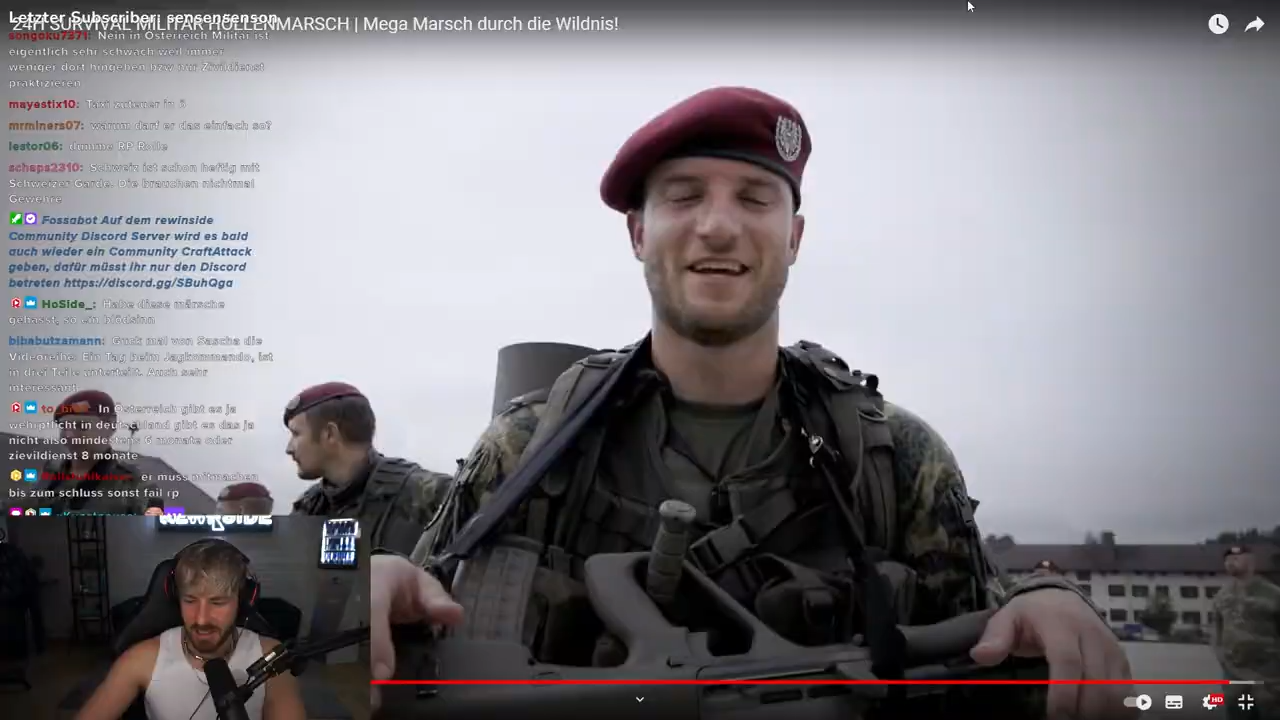 Letzter Subscriber: sensensenson
24H SURVIVAL MILITÄR HÖLLENMARSCH | Mega Marsch durch die Wildnis!
songoku7371: Nein in Österreich Militär ist
eigentlich sehr schwach weil immer
weniger dort hingehen bzw nur Zivildienst
praktizieren
mayestix10: Taxi zuteuer in Ö
mrminers07: warum darf er das einfach so?
lestor06: dumme RP Rolle
schaps2310: Schweiz ist schon heftig mit
Schweizer Garde. Die brauchen nichtmal
Gewehre
Fossabot Auf dem rewinside
Community Discord Server wird es bald
auch wieder ein Community CraftAttack
geben, dafür müsst ihr nur den Discord
betreten https://discord.gg/SBuhQga
HoSide_: Habe diese märsche
gehasst, so ein blödsinn
bibabutzamann: Guck mal von Sascha die
Videoreihe: Ein Tag beim Jagkommando, ist
in drei Teile unterteilt. Auch sehr
interessant
In Österreich gibt es ja
wehrpflicht in deutschland gibt es das ja
nicht also mindestens 6 monate oder
zievildienst 8 monate
er muss mitmachen
bis zum schluss sonst fail rp
REWINSIDE
HD